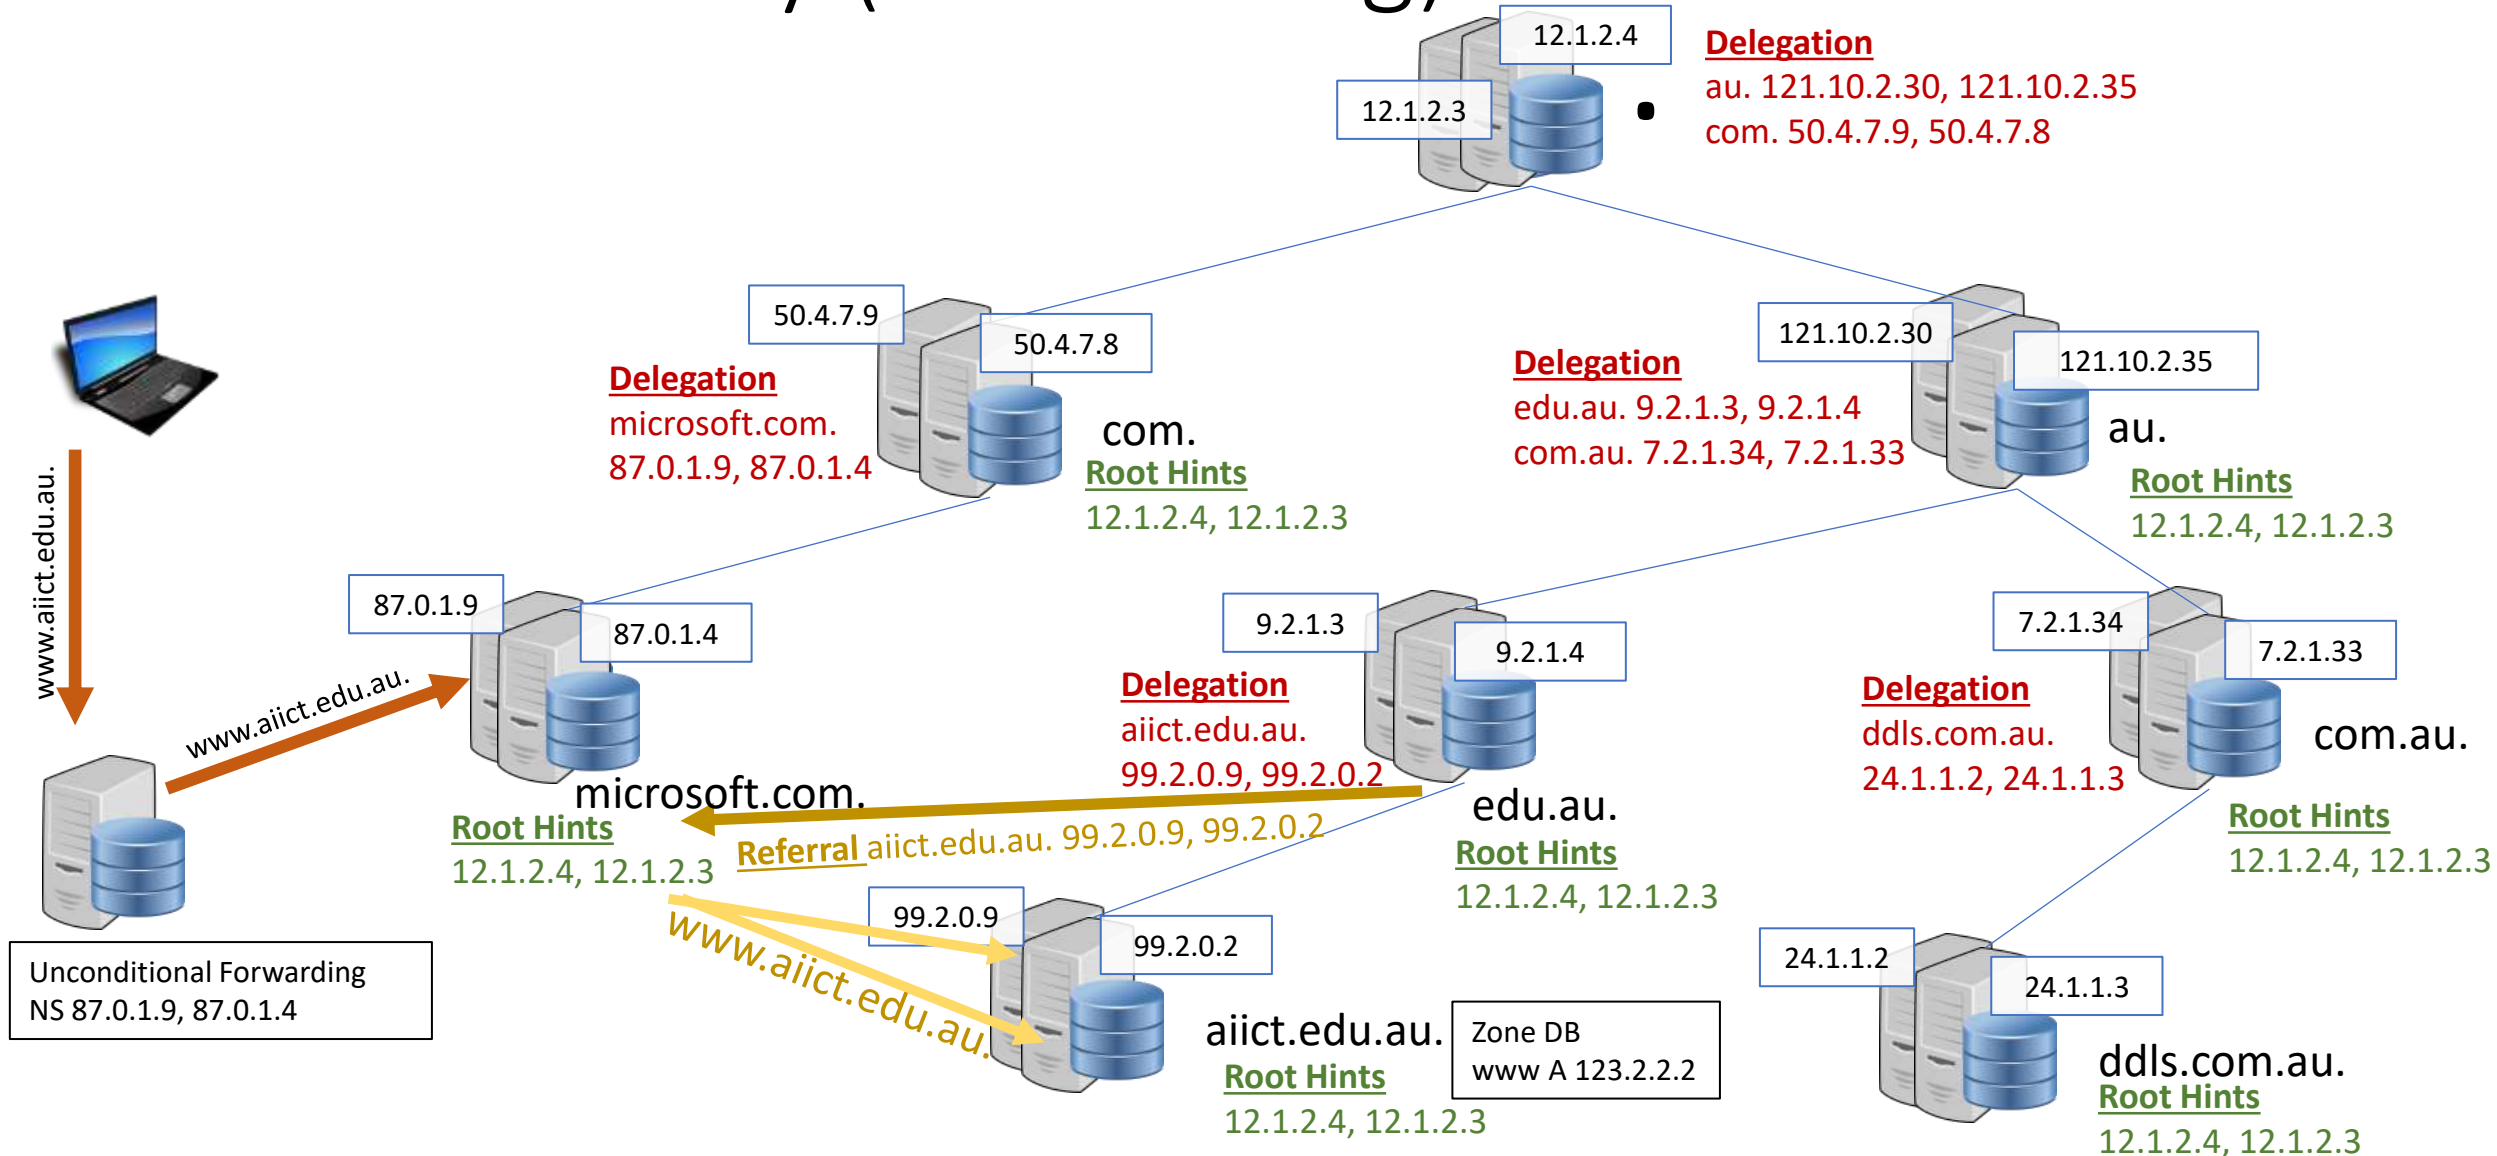 y (
g)
12.1.2.4
12.1.2.3
.
Delegation
au. 121.10.2.30, 121.10.2.35
com. 50.4.7.9, 50.4.7.8
50.4.7.9
50.4.7.8
Delegation
microsoft.com.
87.0.1.9, 87.0.1.4
com.
Root Hints
12.1.2.4, 12.1.2.3
121.10.2.30
121.10.2.35
Delegation
edu.au. 9.2.1.3, 9.2.1.4
com.au. 7.2.1.34, 7.2.1.33
au.
Root Hints
12.1.2.4, 12.1.2.3
www.aiict.edu.au.
www.aiict.edu.au.
87.0.1.9
87.0.1.4
microsoft.com.
Root Hints
12.1.2.4, 12.1.2.3
9.2.1.3
9.2.1.4
Delegation
aiict.edu.au.
99.2.0.9, 99.2.0.2
edu.au.
Root Hints
12.1.2.4, 12.1.2.3
7.2.1.34
7.2.1.33
Delegation
ddls.com.au.
24.1.1.2, 24.1.1.3
com.au.
Root Hints
12.1.2.4, 12.1.2.3
Referral aiict.edu.au. 99.2.0.9, 99.2.0.2
www.aiict.edu.au.
Unconditional Forwarding
NS 87.0.1.9, 87.0.1.4
99.2.0.9
99.2.0.2
aiict.edu.au.
Root Hints
12.1.2.4, 12.1.2.3
Zone DB
www A 123.2.2.2
24.1.1.2
24.1.1.3
ddls.com.au.
Root Hints
12.1.2.4, 12.1.2.3